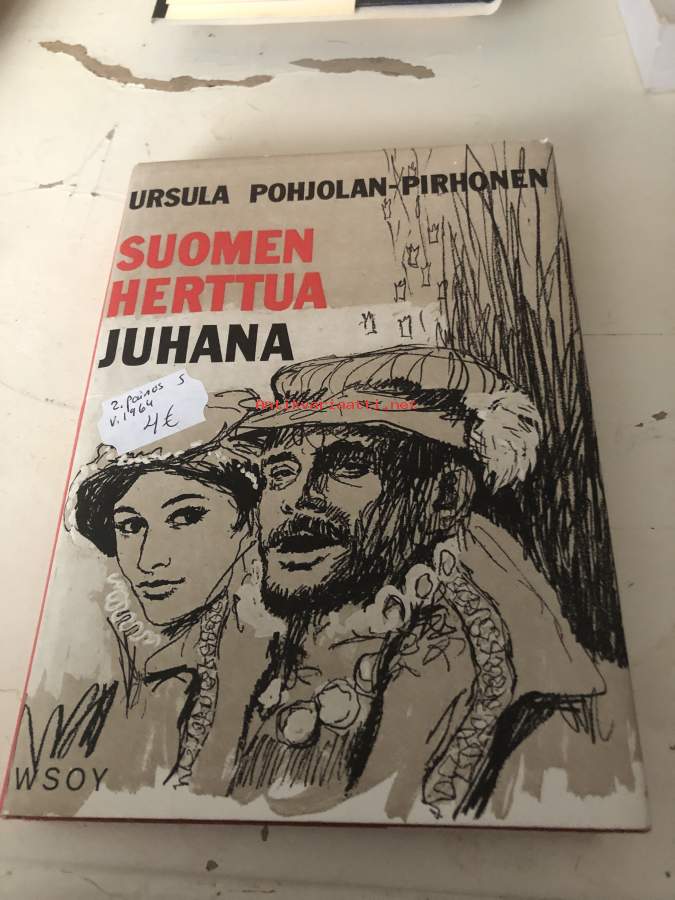 URSULA POHJOLAN-PIRHONEN
SUOMEN
HERTTUA
JUHANA
2. painos S
v. 1964
4€
Antikvariaatti.net
WSOY